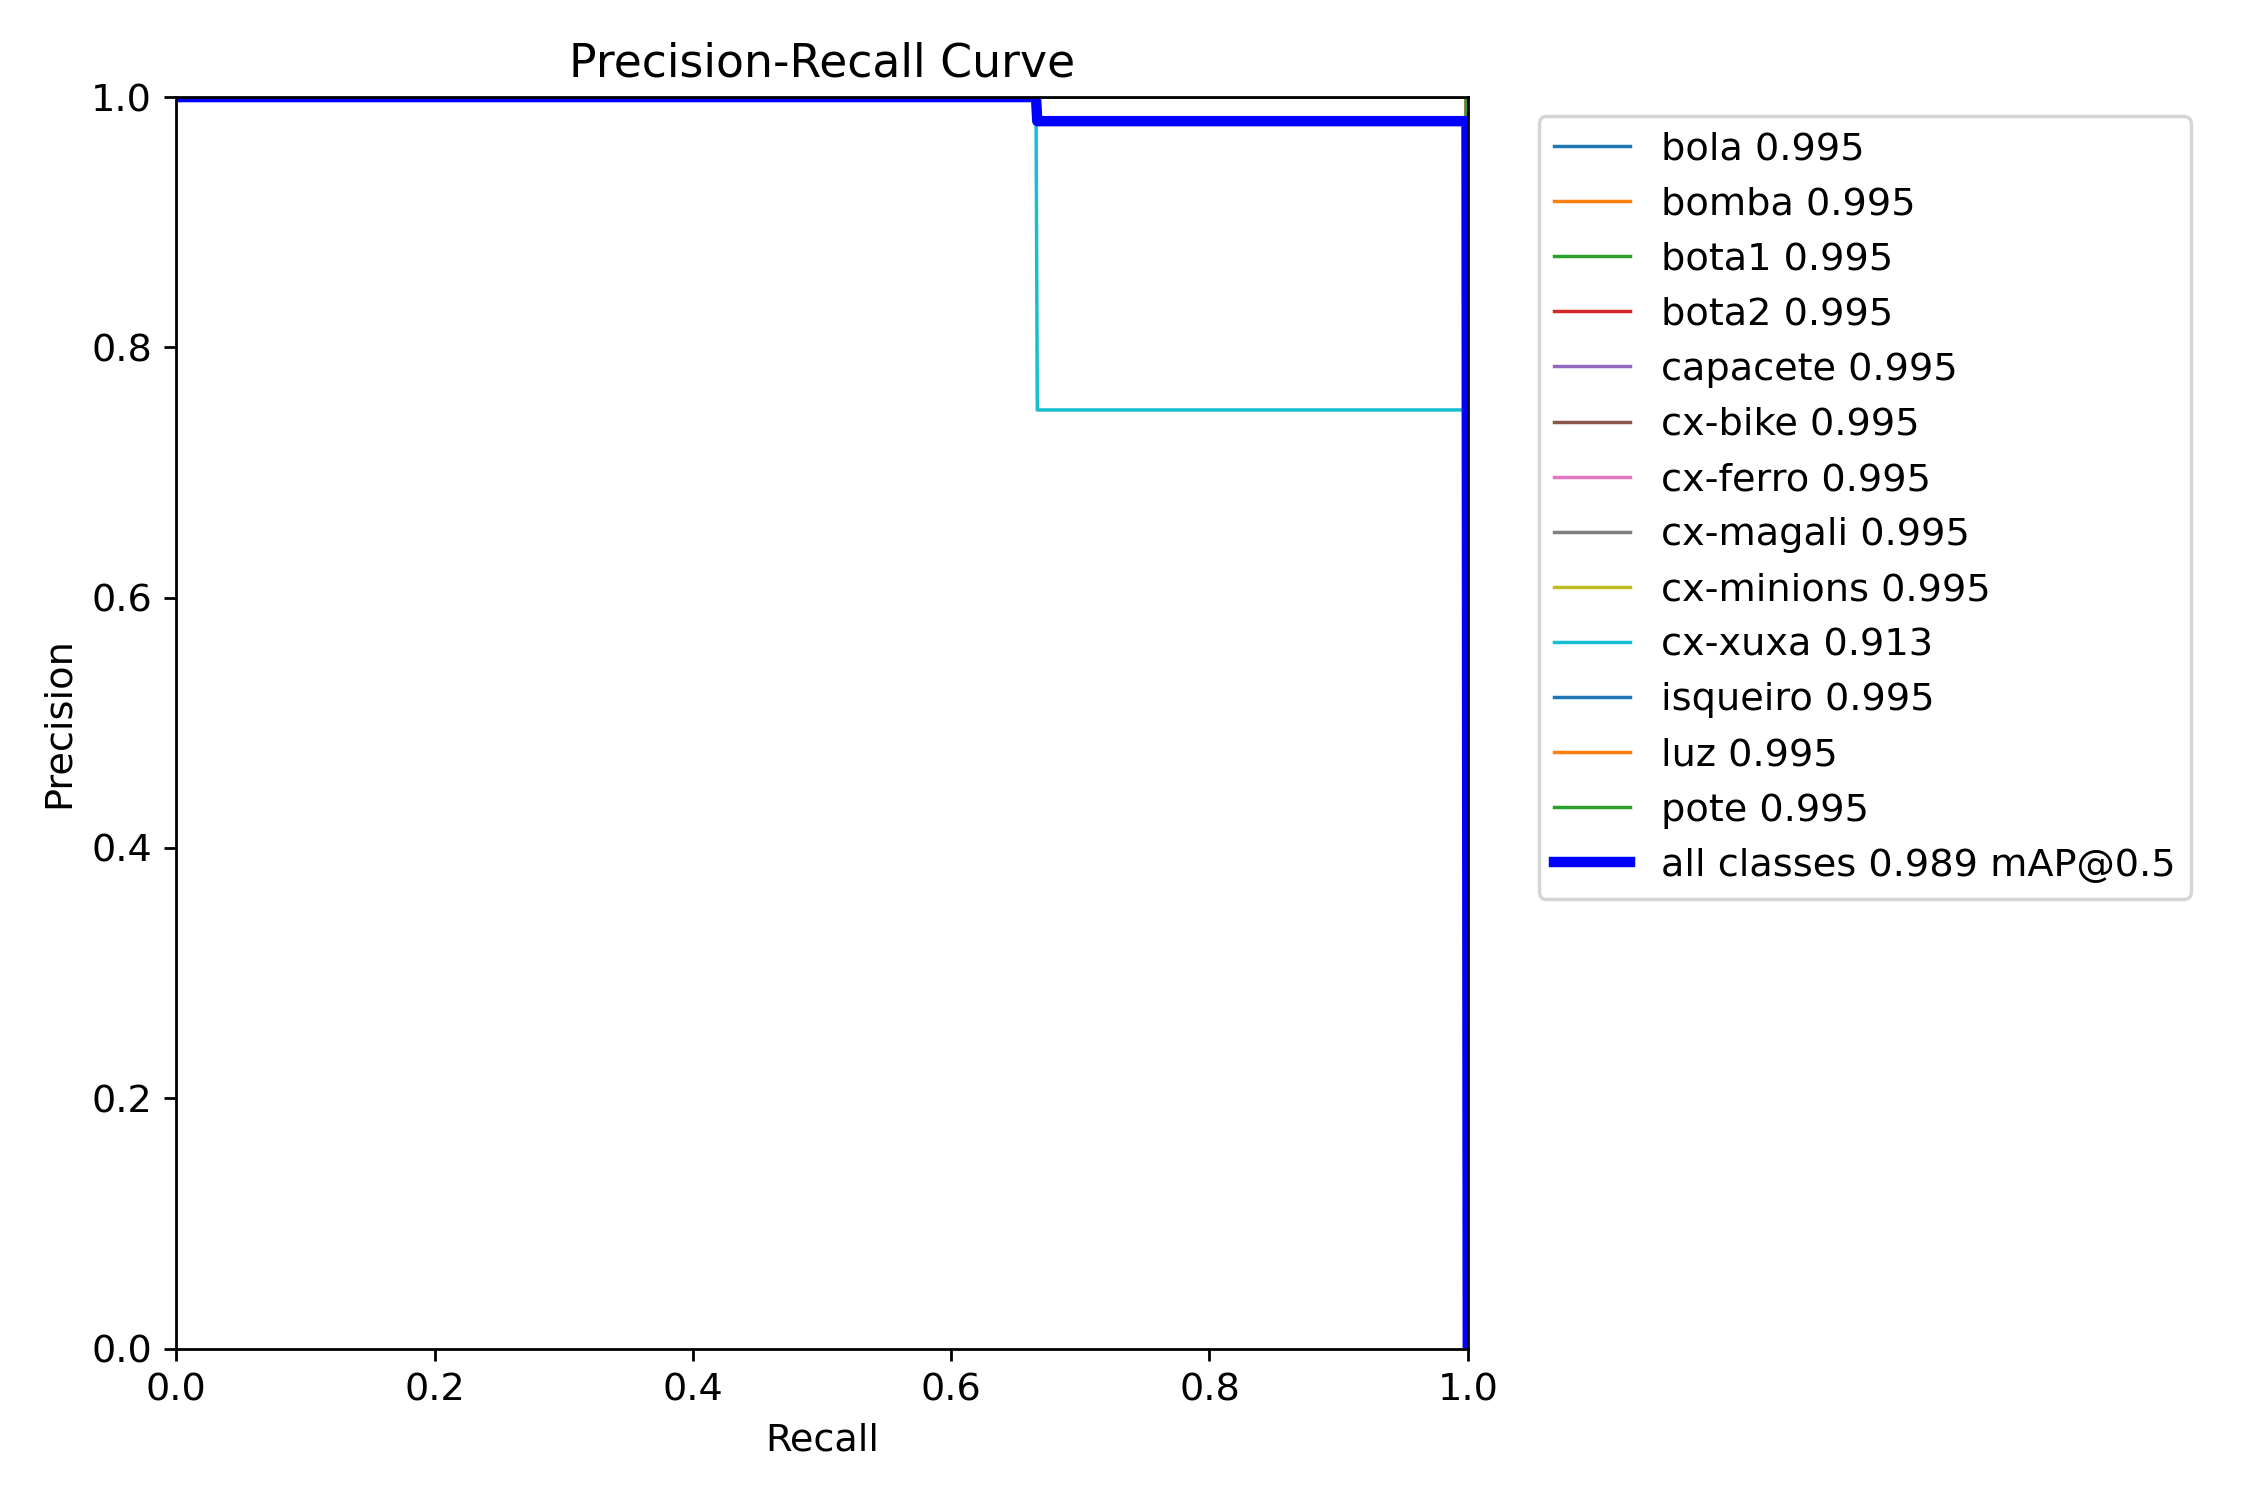 Precision-Recall Curve
1.0
0.8
0.6
0.4
0.2
0.0
Precision
0.0 0.2 0.4 0.6 0.8 1.0
Recall
bola 0.995
bomba 0.995
bota1 0.995
bota2 0.995
capacete 0.995
cx-bike 0.995
cx-ferro 0.995
cx-magali 0.995
cx-minions 0.995
cx-xuxa 0.913
isqueiro 0.995
luz 0.995
pote 0.995
all classes 0.989 mAP@0.5